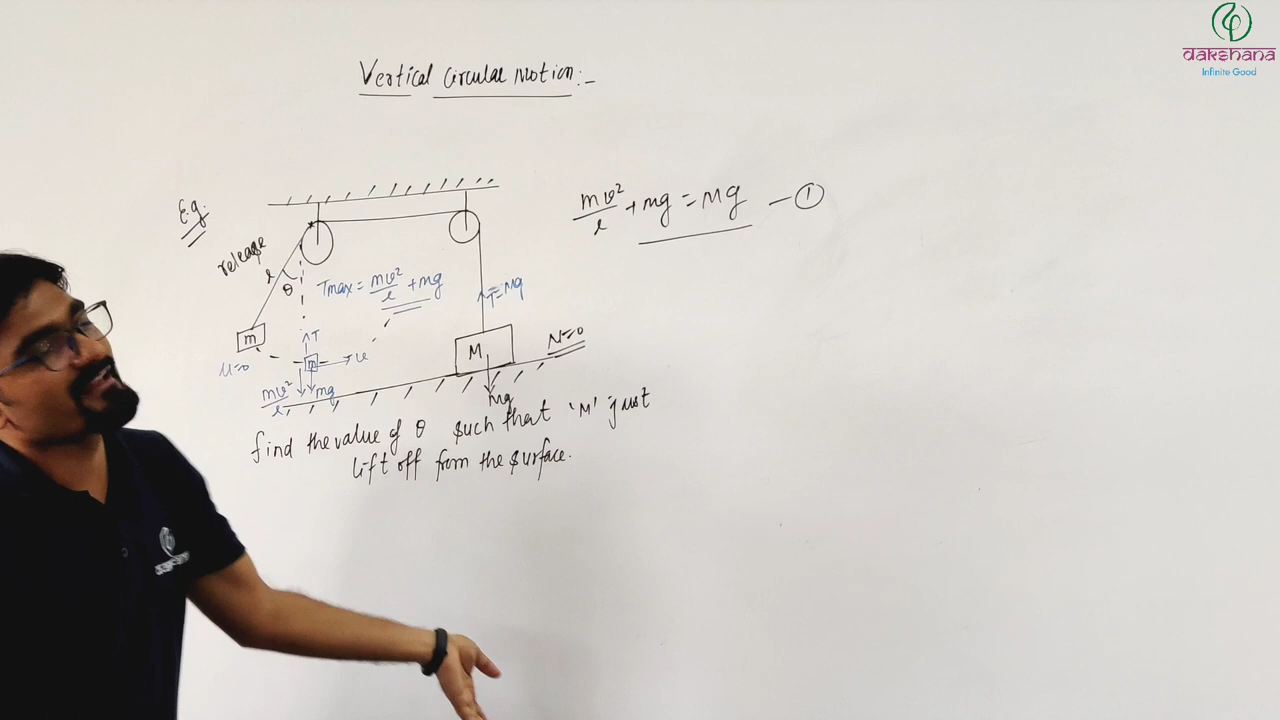 dakshana
Infinite Good
Vertical Circular Motion:-
E.g.
mv²/l + mg = Mg —①
release
l
θ
Tmax = mv²/l + mg
T=Mg
m
u=0
T
m
v
M
N=0
mv²/l
mg
Mg
find the value of θ such that 'M' just
lift off from the surface.
dakshana